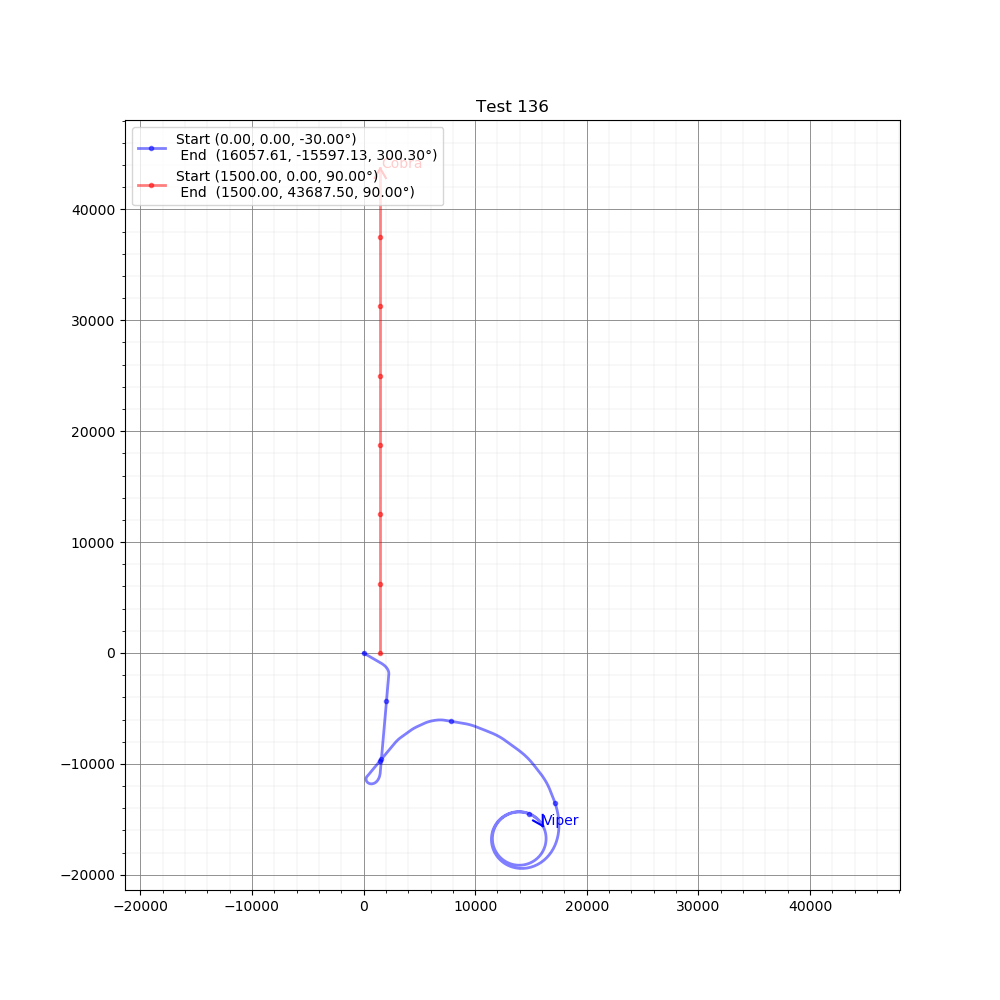 Test 136
Start (0.00, 0.00, -30.00°)
End (16057.61, -15597.13, 300.30°)
Cobra
Start (1500.00, 0.00, 90.00°)
End (1500.00, 43687.50, 90.00°)
40000
30000
20000
10000
0
−10000
Viper
−20000
−20000 −10000 0 10000 20000 30000 40000